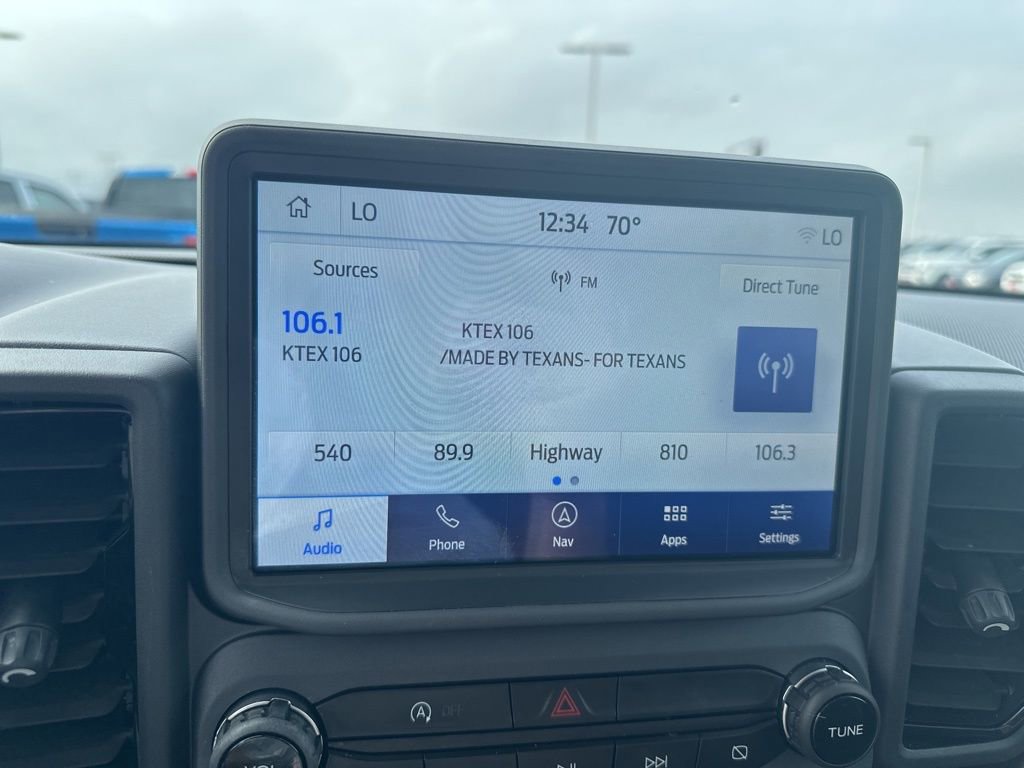 LO 12:34 70° LO
Sources FM Direct Tune
106.1
KTEX 106
KTEX 106
/MADE BY TEXANS- FOR TEXANS
540 89.9 Highway 810 106.3
Audio Phone Nav Apps Settings
A OFF
VOL TUNE